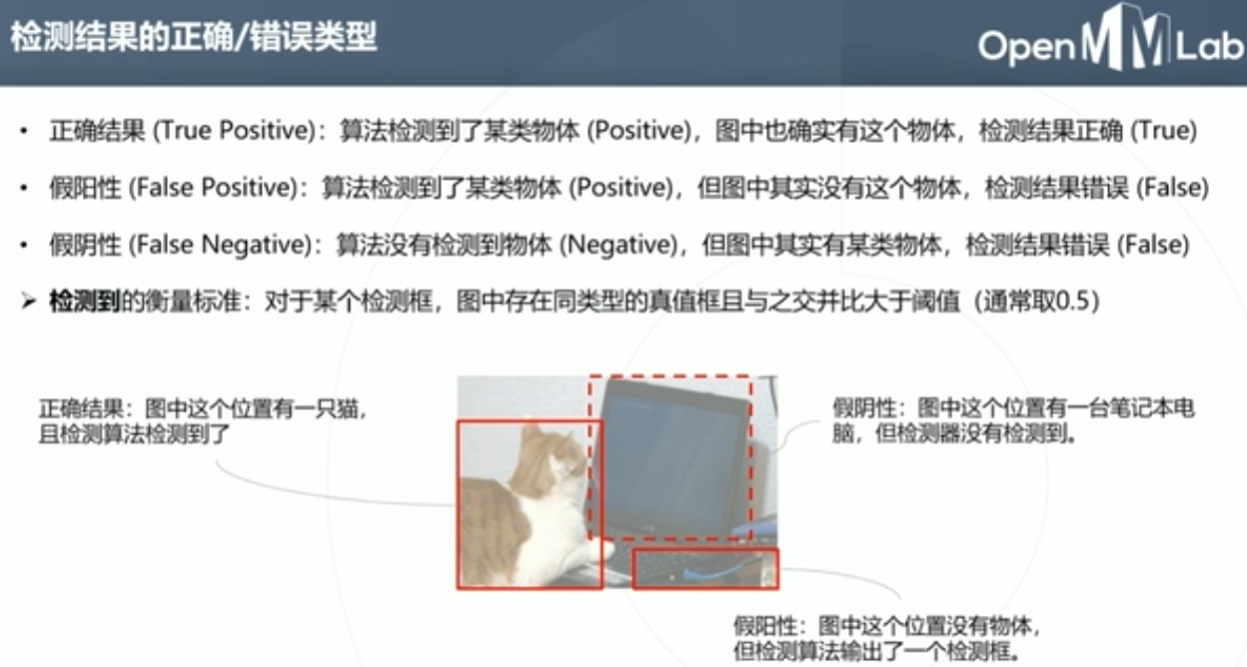 检测结果的正确/错误类型
OpenMMLab
• 正确结果 (True Positive)：算法检测到了某类物体 (Positive)，图中也确实有这个物体，检测结果正确 (True)
• 假阳性 (False Positive)：算法检测到了某类物体 (Positive)，但图中其实没有这个物体，检测结果错误 (False)
• 假阴性 (False Negative)：算法没有检测到物体 (Negative)，但图中其实有某类物体，检测结果错误 (False)
➢ 检测到的衡量标准：对于某个检测框，图中存在同类型的真值框且与之交并比大于阈值（通常取0.5）
正确结果：图中这个位置有一只猫，
且检测算法检测到了
假阴性：图中这个位置有一台笔记本电
脑，但检测器没有检测到。
假阳性：图中这个位置没有物体，
但检测算法输出了一个检测框。